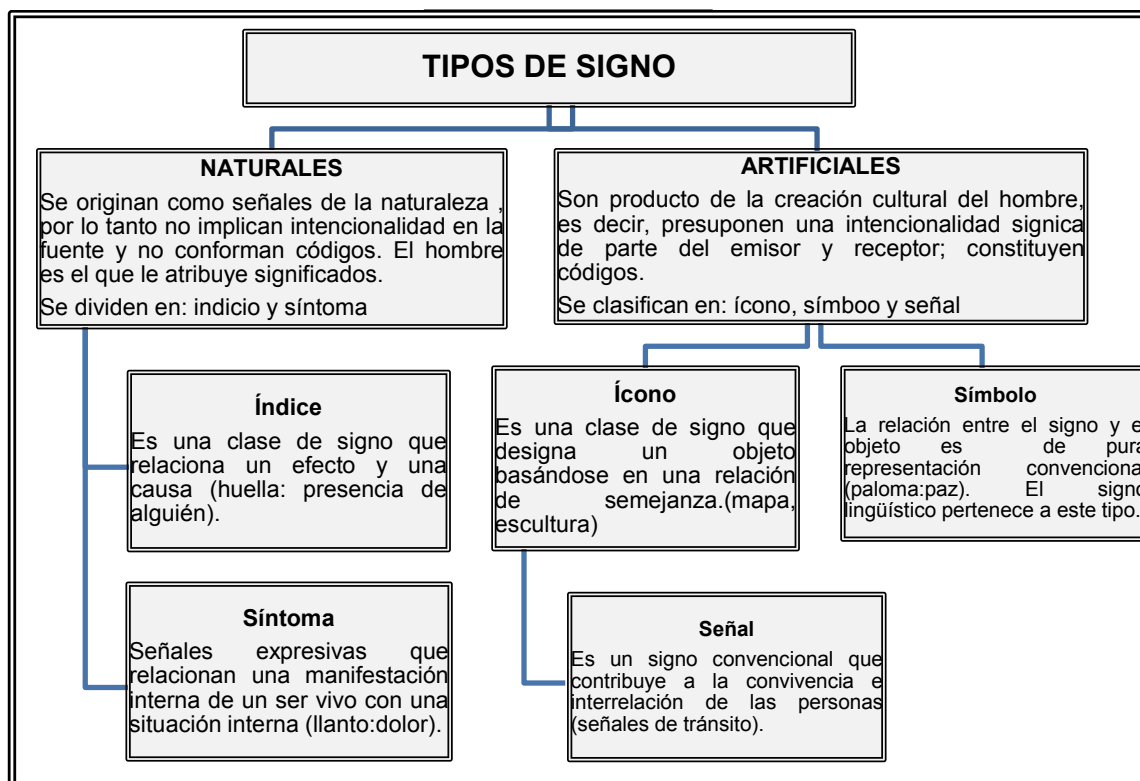 TIPOS DE SIGNO
NATURALES
Se originan como señales de la naturaleza ,
por lo tanto no implican intencionalidad en la
fuente y no conforman códigos. El hombre
es el que le atribuye significados.
Se dividen en: indicio y síntoma
ARTIFICIALES
Son producto de la creación cultural del hombre,
es decir, presuponen una intencionalidad signica
de parte del emisor y receptor; constituyen
códigos.
Se clasifican en: ícono, símboo y señal
Índice
Es una clase de signo que
relaciona un efecto y una
causa (huella: presencia de
alguién).
Ícono
Es una clase de signo que
designa un objeto
basándose en una relación
de semejanza.(mapa,
escultura)
Símbolo
La relación entre el signo y e
objeto es de pura
representación convenciona
(paloma:paz). El signo
lingüístico pertenece a este tipo.
Síntoma
Señales expresivas que
relacionan una manifestación
interna de un ser vivo con una
situación interna (llanto:dolor).
Señal
Es un signo convencional que
contribuye a la convivencia e
interrelación de las personas
(señales de tránsito).